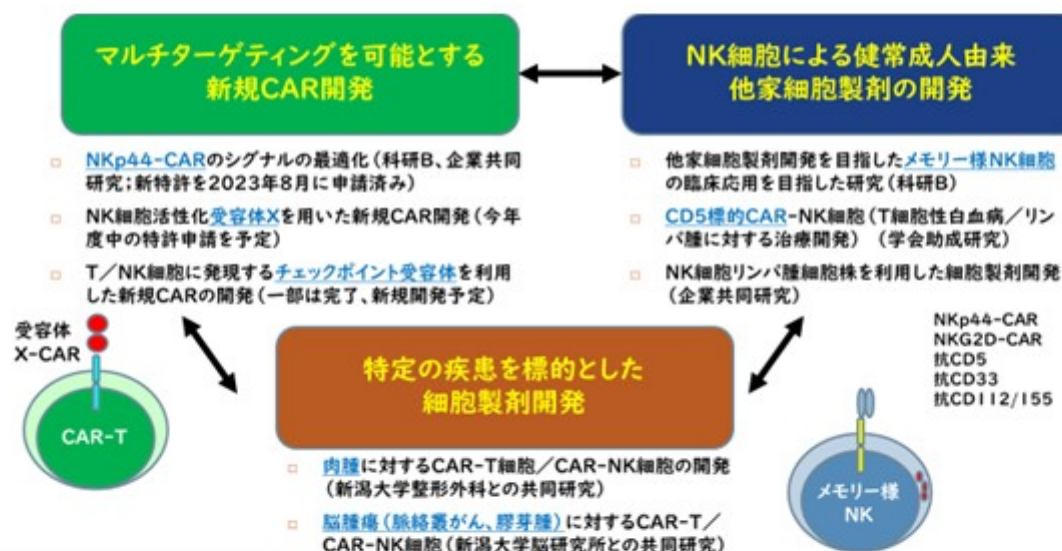 マルチターゲティングを可能とする
新規CAR開発
NK細胞による健常成人由来
他家細胞製剤の開発
NKp44-CARのシグナルの最適化(科研B、企業共同
研究;新特許を2023年8月に申請済み)
NK細胞活性化受容体Xを用いた新規CAR開発(今年
度中の特許申請を予定)
T/NK細胞に発現するチェックポイント受容体を利用
した新規CARの開発(一部は完了、新規開発予定)
他家細胞製剤開発を目指したメモリー様NK細胞
の臨床応用を目指した研究(科研B)
CD5標的CAR-NK細胞(T細胞性白血病/リン
パ腫に対する治療開発)(学会助成研究)
NK細胞リンパ腫細胞株を利用した細胞製剤開発
(企業共同研究)
受容体
X-CAR
CAR-T
特定の疾患を標的とした
細胞製剤開発
NKp44-CAR
NKG2D-CAR
抗CD5
抗CD33
抗CD112/155
メモリー様
NK
肉腫に対するCAR-T細胞/CAR-NK細胞の開発
(新潟大学整形外科との共同研究)
脳腫瘍(脈絡叢がん、膠芽腫)に対するCAR-T/
CAR-NK細胞(新潟大学脳研究所との共同研究)